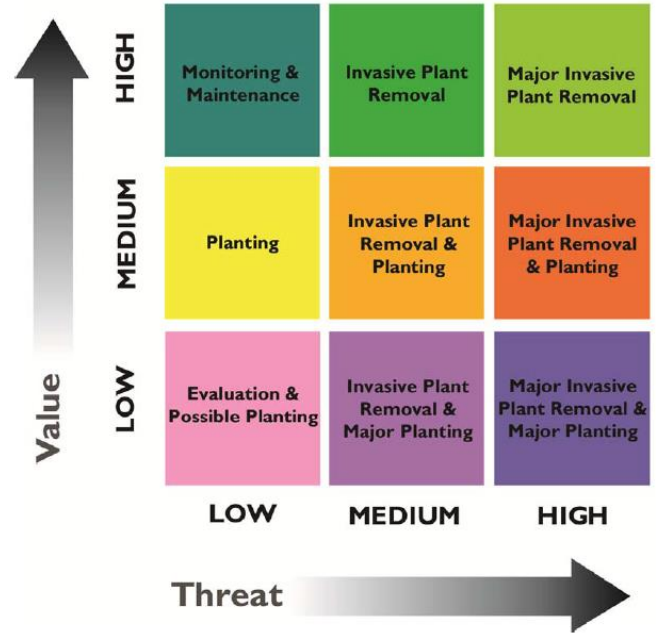 HIGH
Monitoring &
Maintenance
Invasive Plant
Removal
Major Invasive
Plant Removal
MEDIUM
Planting
Invasive Plant
Removal &
Planting
Major Invasive
Plant Removal
& Planting
Value
LOW
Evaluation &
Possible Planting
Invasive Plant
Removal &
Major Planting
Major Invasive
Plant Removal &
Major Planting
LOW
MEDIUM
HIGH
Threat